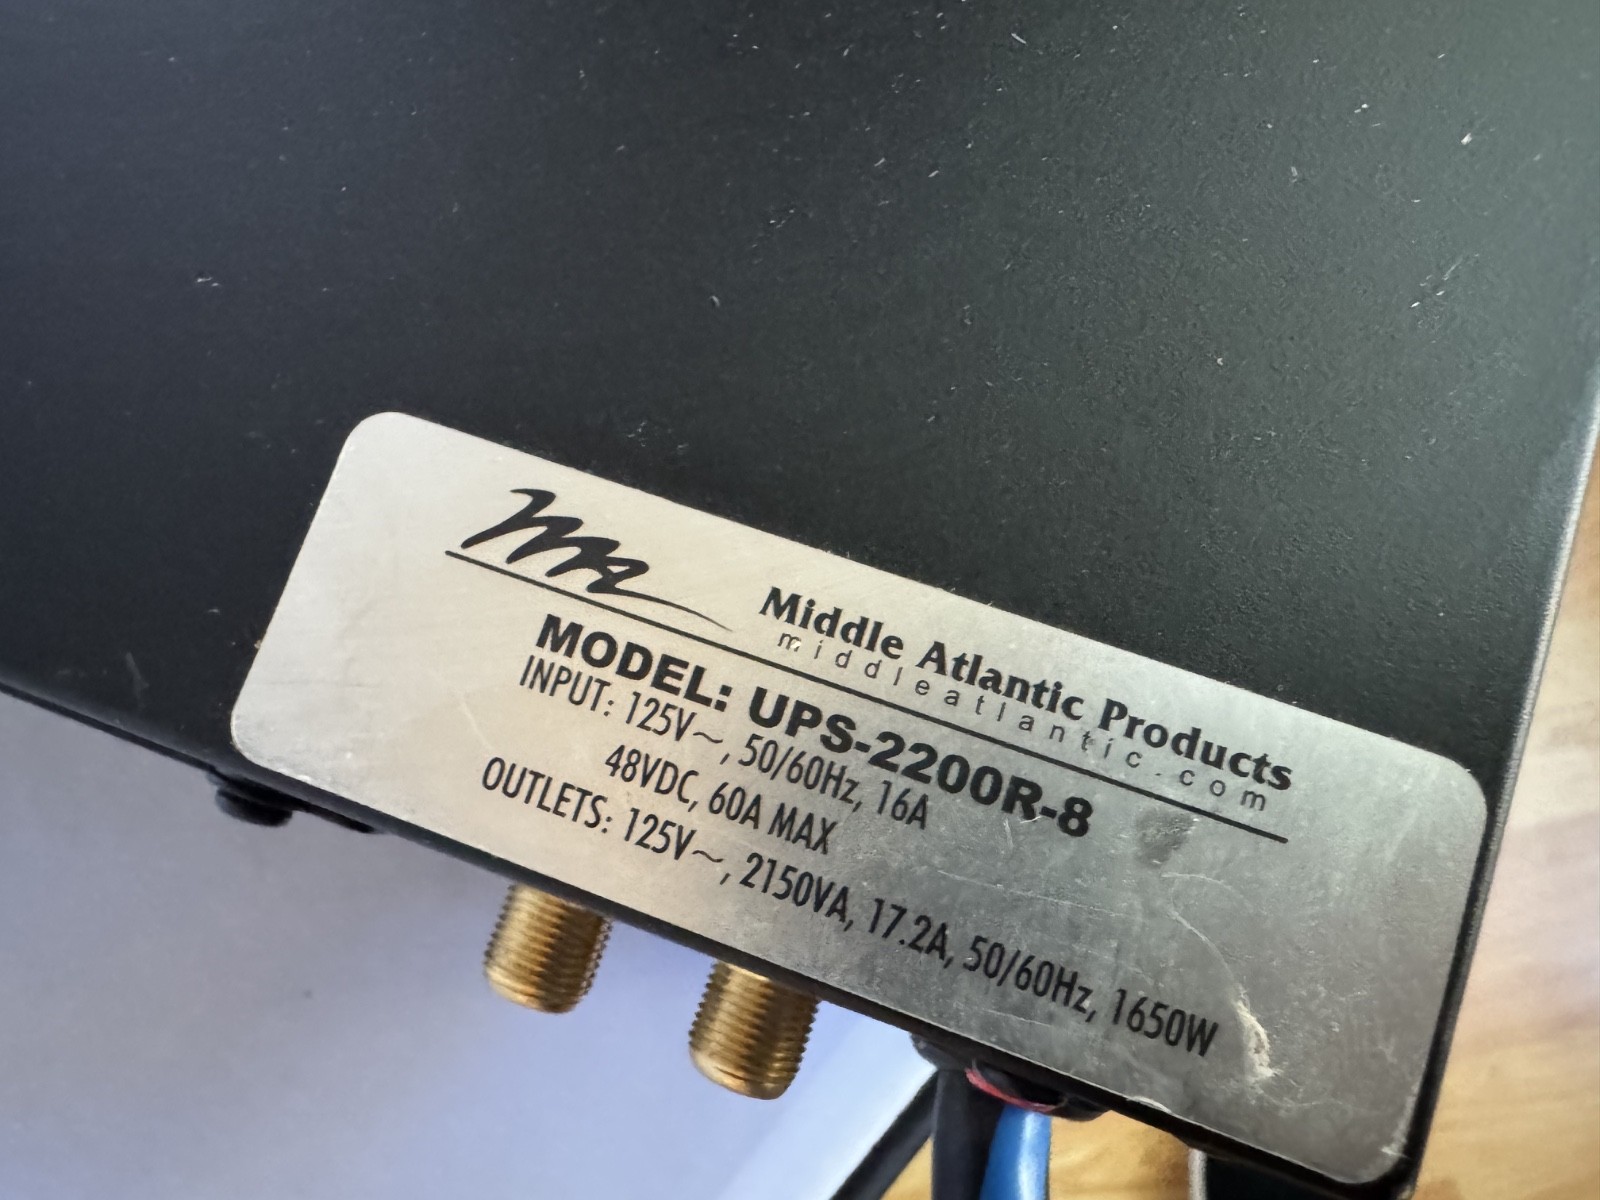 Middle Atlantic Products
middleatlantic.com
MODEL: UPS-2200R-8
INPUT: 125V~, 50/60Hz, 16A
48VDC, 60A MAX
OUTLETS: 125V~, 2150VA, 17.2A, 50/60Hz, 1650W